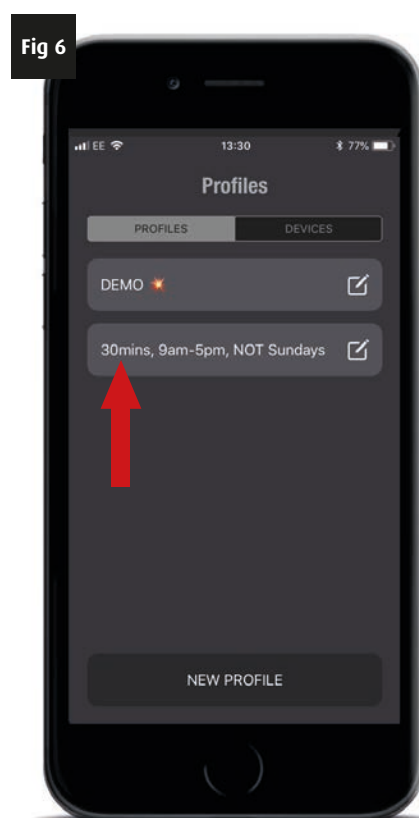 Fig 6
EE 13:30 77%
Profiles
PROFILES DEVICES
DEMO 💥
30mins, 9am-5pm, NOT Sundays
NEW PROFILE